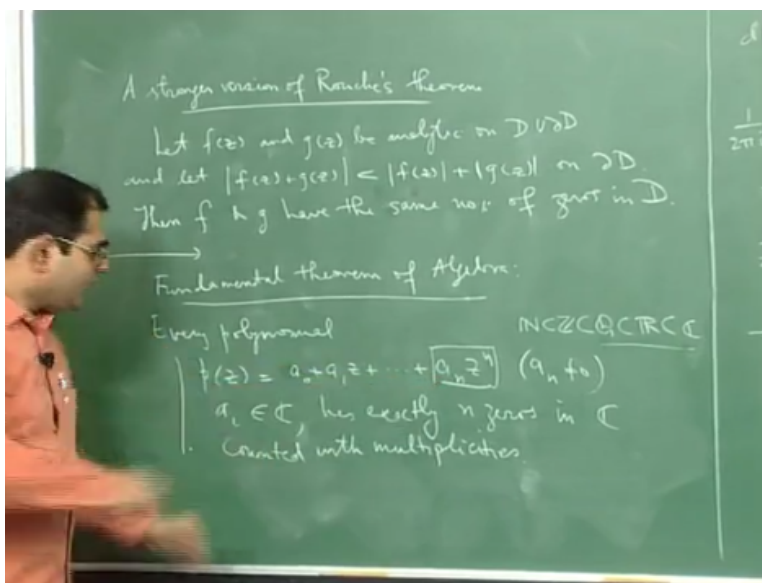 A stronger version of Rouche's theorem
Let f(z) and g(z) be analytic on D ∪ ∂D
and let |f(z)+g(z)| < |f(z)| + |g(z)| on ∂D.
Then f & g have the same nos of zeros in D.
Fundamental theorem of Algebra:
Every polynomial
ℕ⊂ℤ⊂ℚ⊂ℝ⊂ℂ
f(z) = a₀+a₁z+⋯+ aₙzⁿ (aₙ≠0)
aᵢ ∈ ℂ, has exactly n zeros in ℂ
counted with multiplicities.
d
1
2πi